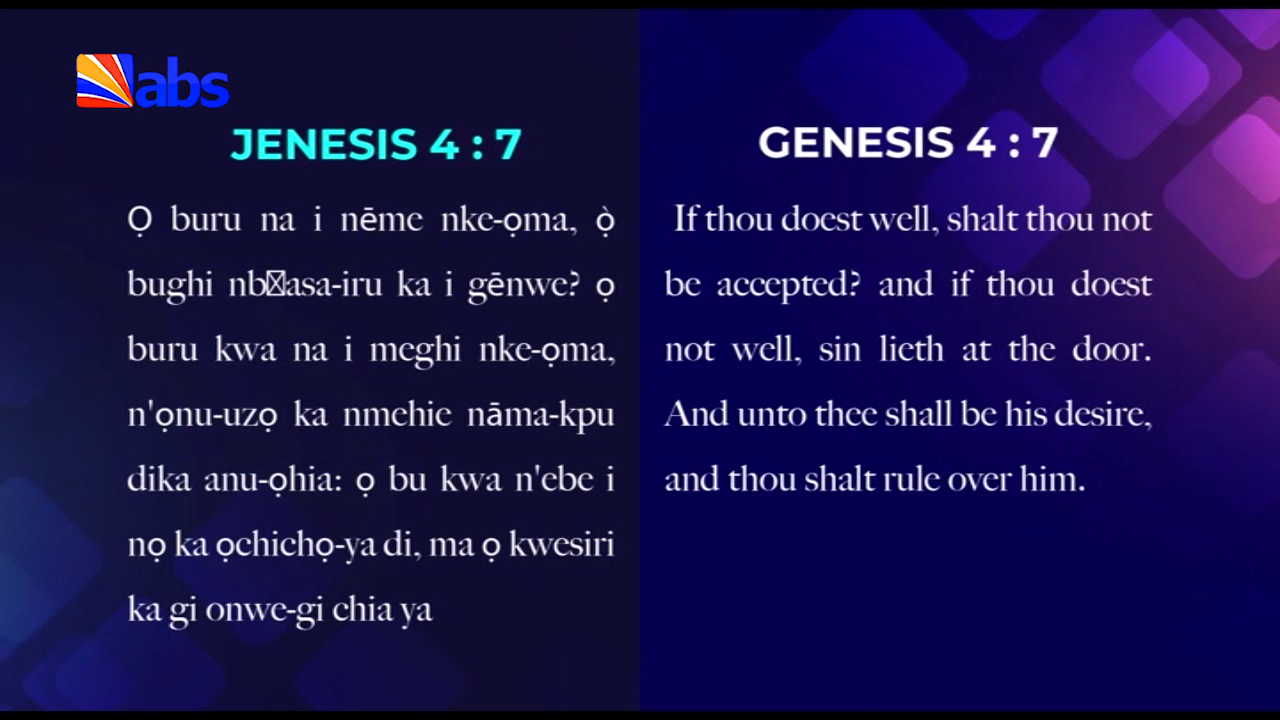 abs
JENESIS 4 : 7
Ọ buru na i nēme nke-ọma, ọ̀
bughi ka i gēnwe? ọ
buru kwa na i meghi nke-ọma,
n'ọnu-uzọ ka nmehie nāma-kpu
dika anu-ọhia: ọ bu kwa n'ebe i
nọ ka ọchichọ-ya di, ma ọ kwesiri
ka gi onwe-gi chia ya
GENESIS 4 : 7
If thou doest well, shalt thou not
be accepted? and if thou doest
not well, sin lieth at the door.
And unto thee shall be his desire,
and thou shalt rule over him.